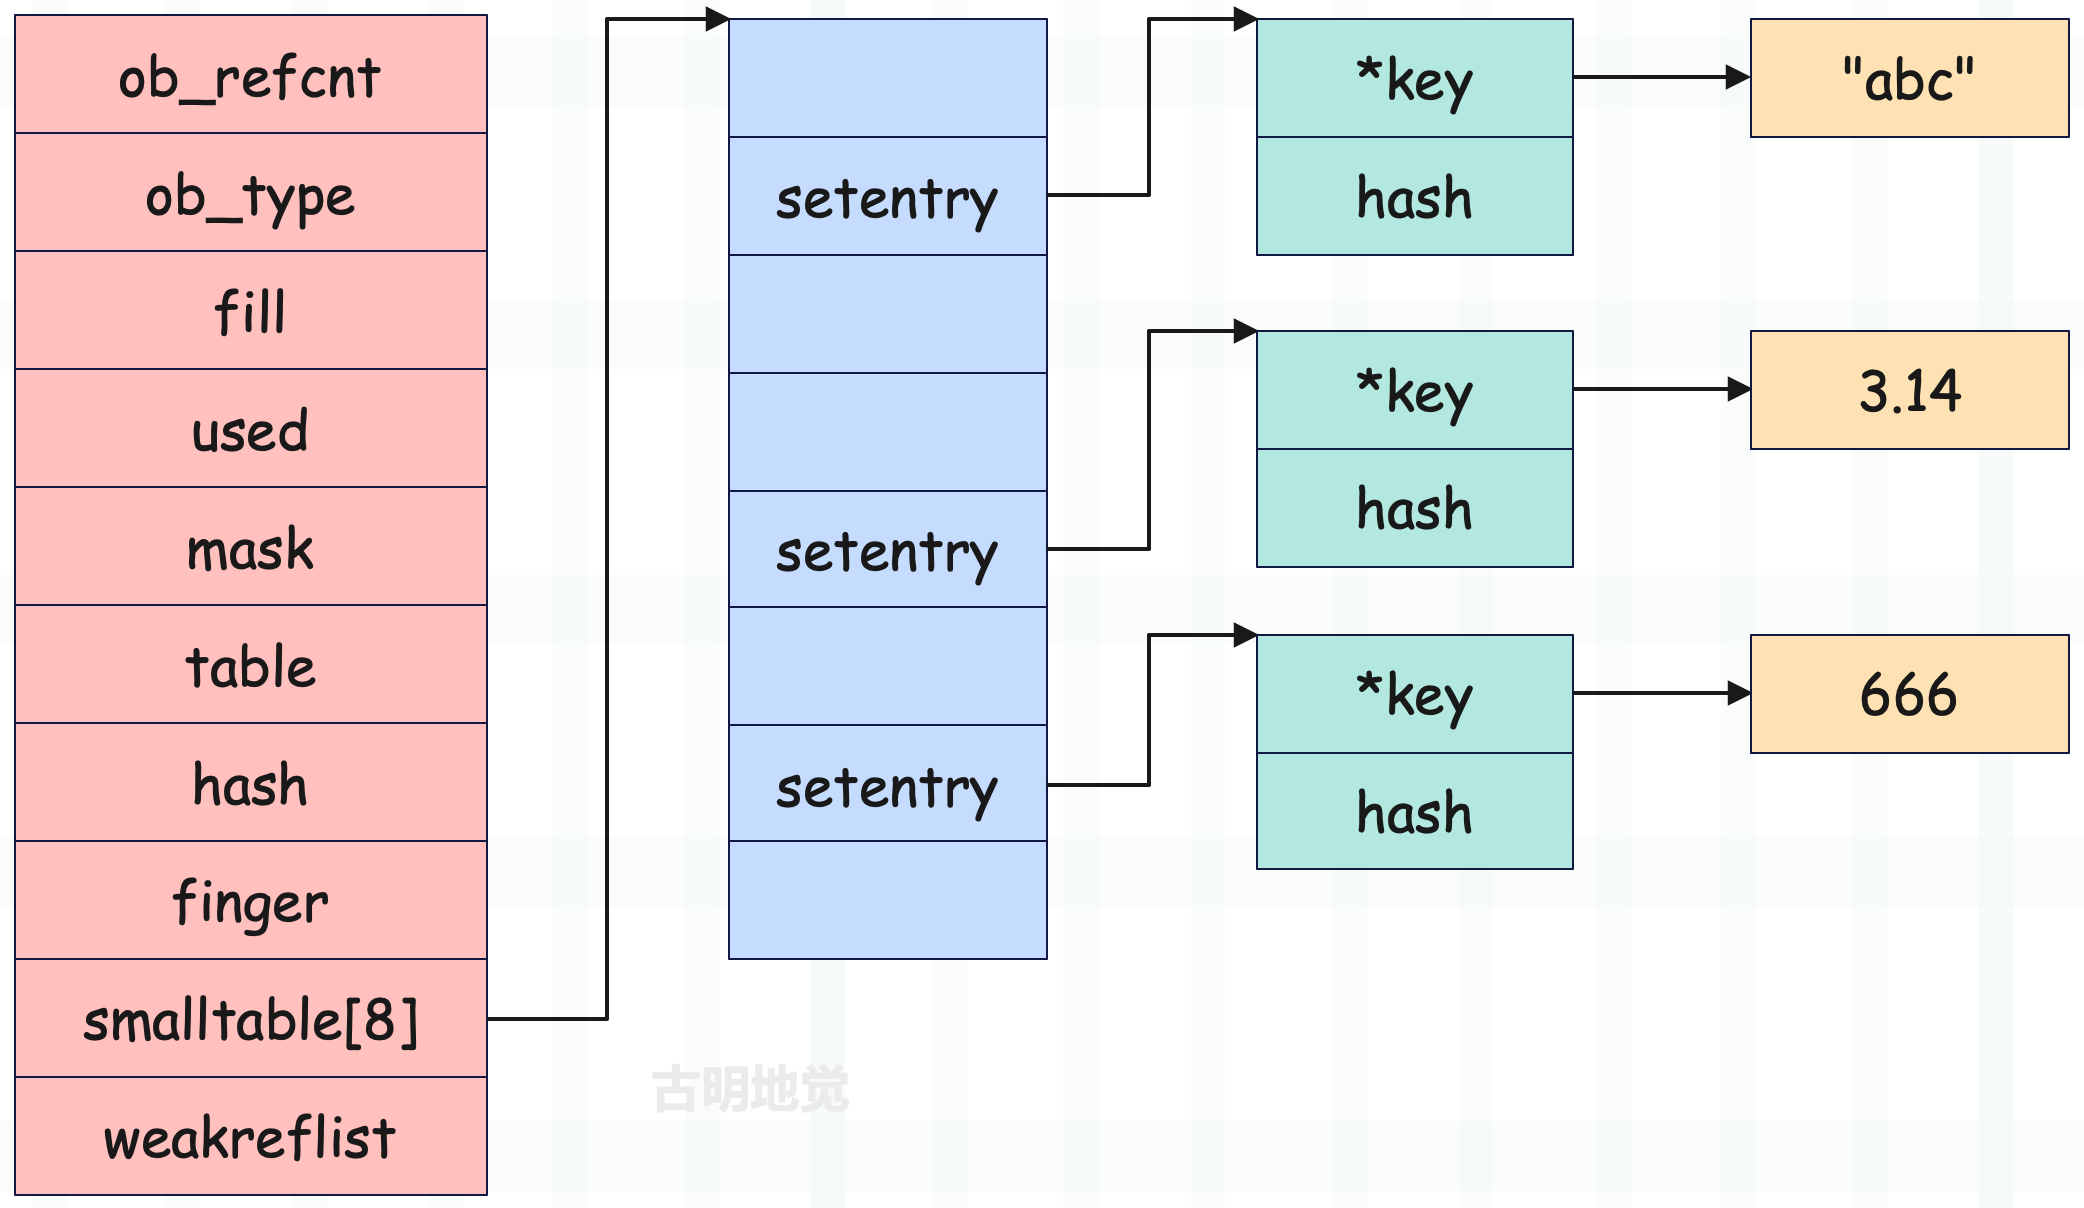 ob_refcnt
ob_type
fill
used
mask
table
hash
finger
smalltable[8]
weakreflist
setentry
setentry
setentry
*key
hash
*key
hash
*key
hash
"abc"
3.14
666
古明地觉